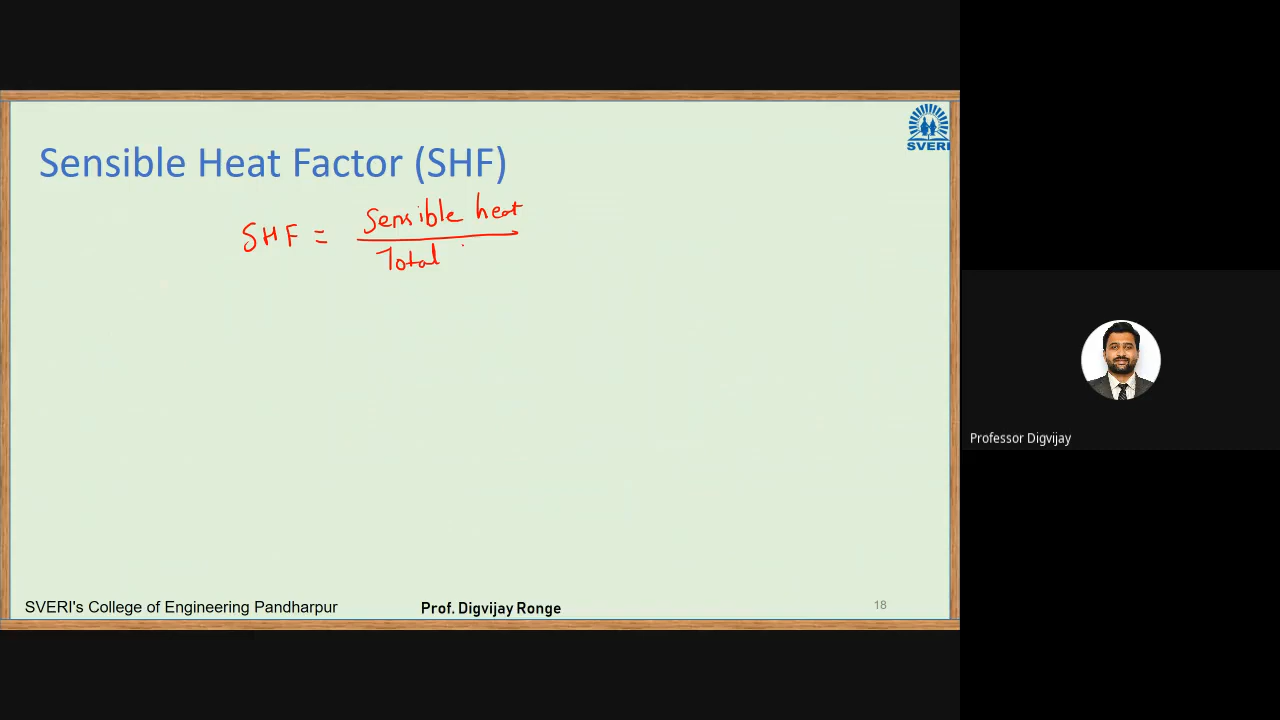 SVERI
Sensible Heat Factor (SHF)
SHF = Sensible heat
Total
Professor Digvijay
SVERI's College of Engineering Pandharpur
Prof. Digvijay Ronge
18